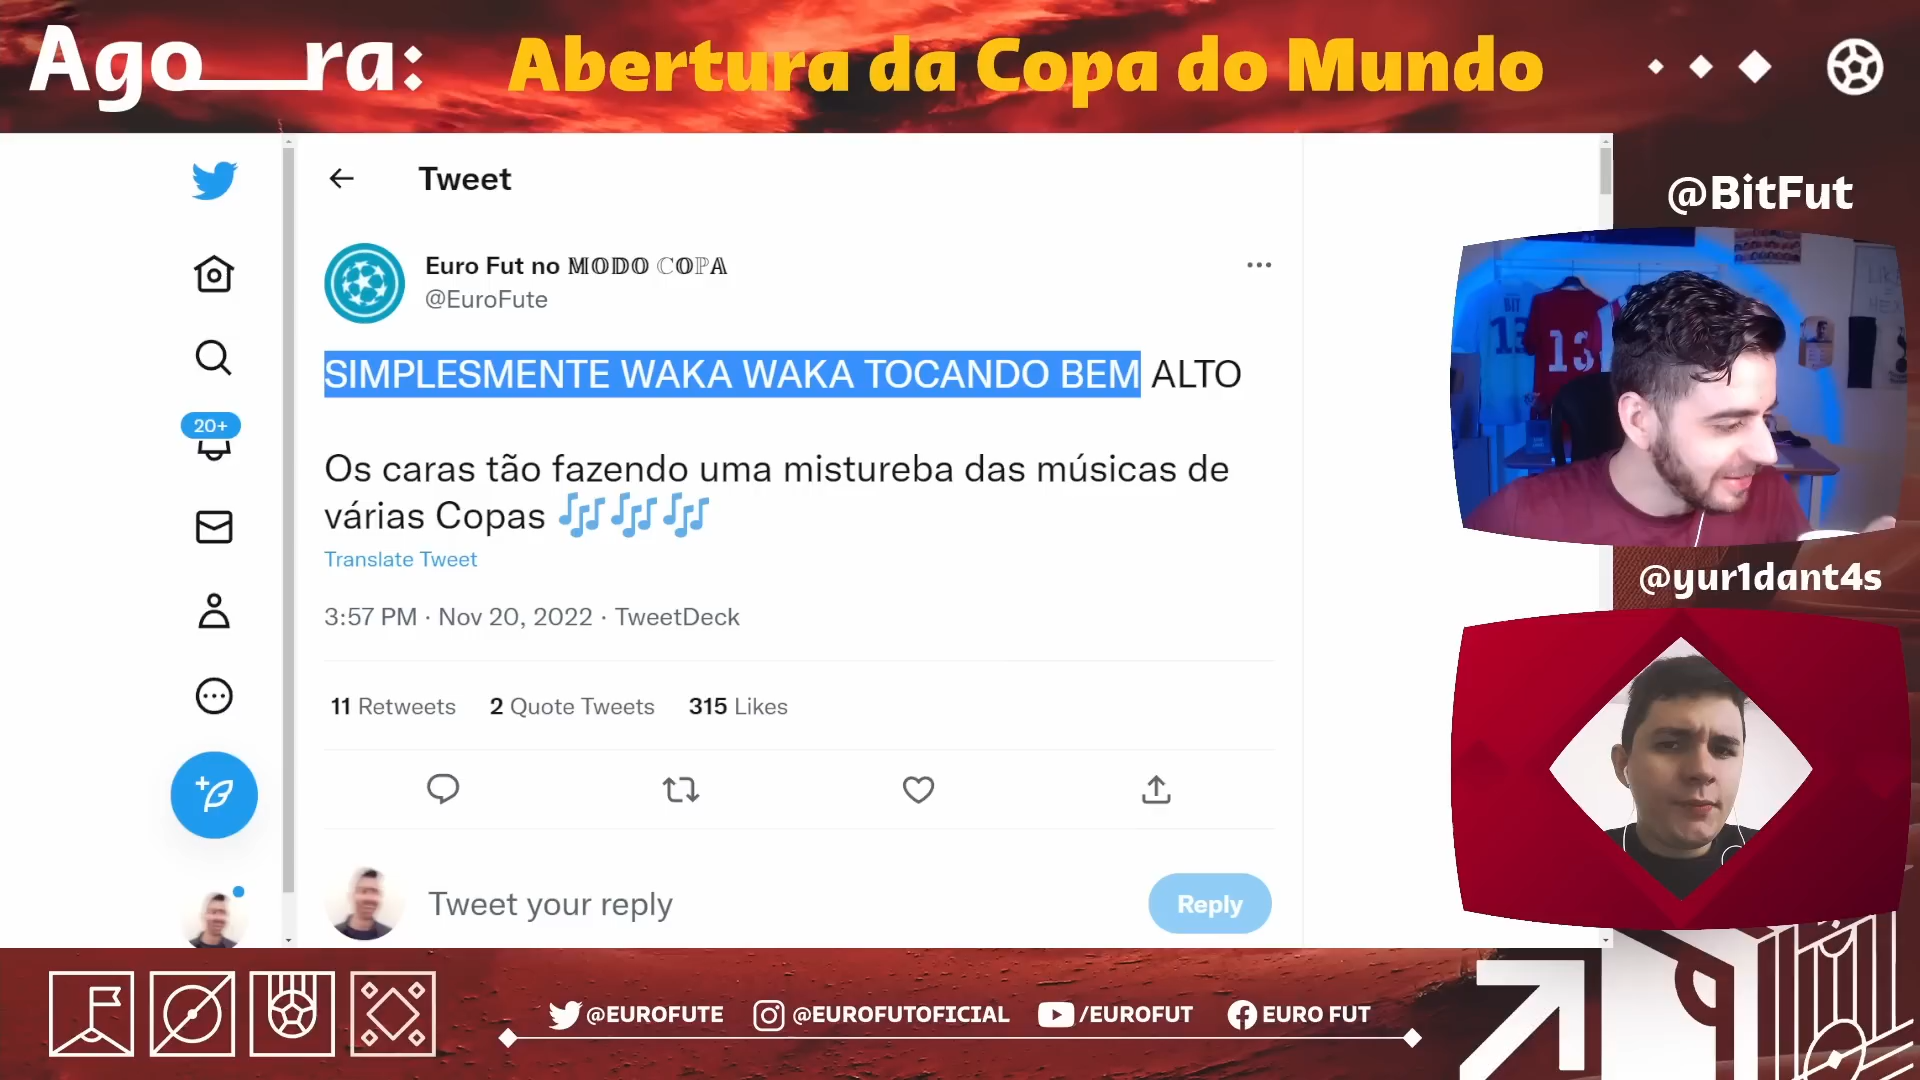 Ago__ra: Abertura da Copa do Mundo
Tweet
@BitFut
Euro Fut no 𝕄𝕆𝔻𝕆 ℂ𝕆ℙ𝔸
@EuroFute
BIT
13
13
SIMPLESMENTE WAKA WAKA TOCANDO BEM ALTO
20+
Os caras tão fazendo uma mistureba das músicas de
várias Copas 🎶🎶🎶
Translate Tweet
@yur1dant4s
3:57 PM · Nov 20, 2022 · TweetDeck
11 Retweets 2 Quote Tweets 315 Likes
Tweet your reply
Reply
@EUROFUTE @EUROFUTOFICIAL /EUROFUT EURO FUT